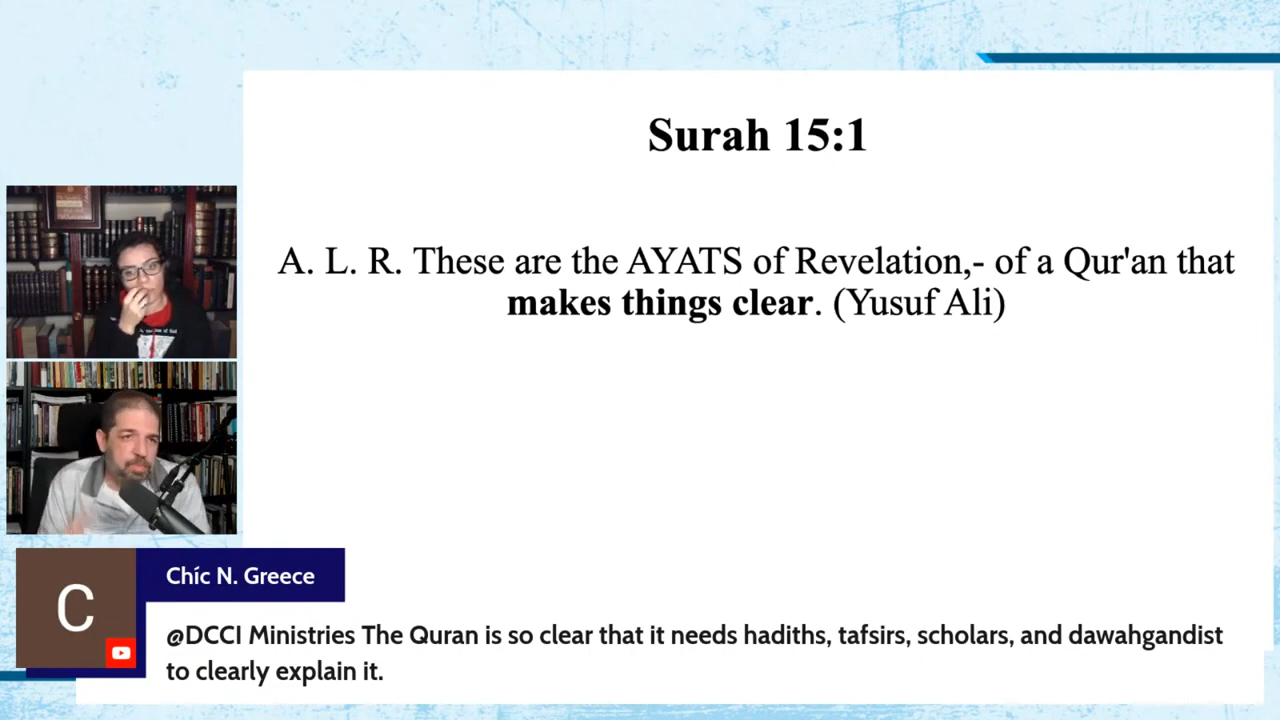 Surah 15:1
A. L. R. These are the AYATS of Revelation,- of a Qur'an that
makes things clear. (Yusuf Ali)
C
Chíc N. Greece
@DCCI Ministries The Quran is so clear that it needs hadiths, tafsirs, scholars, and dawahgandist
to clearly explain it.